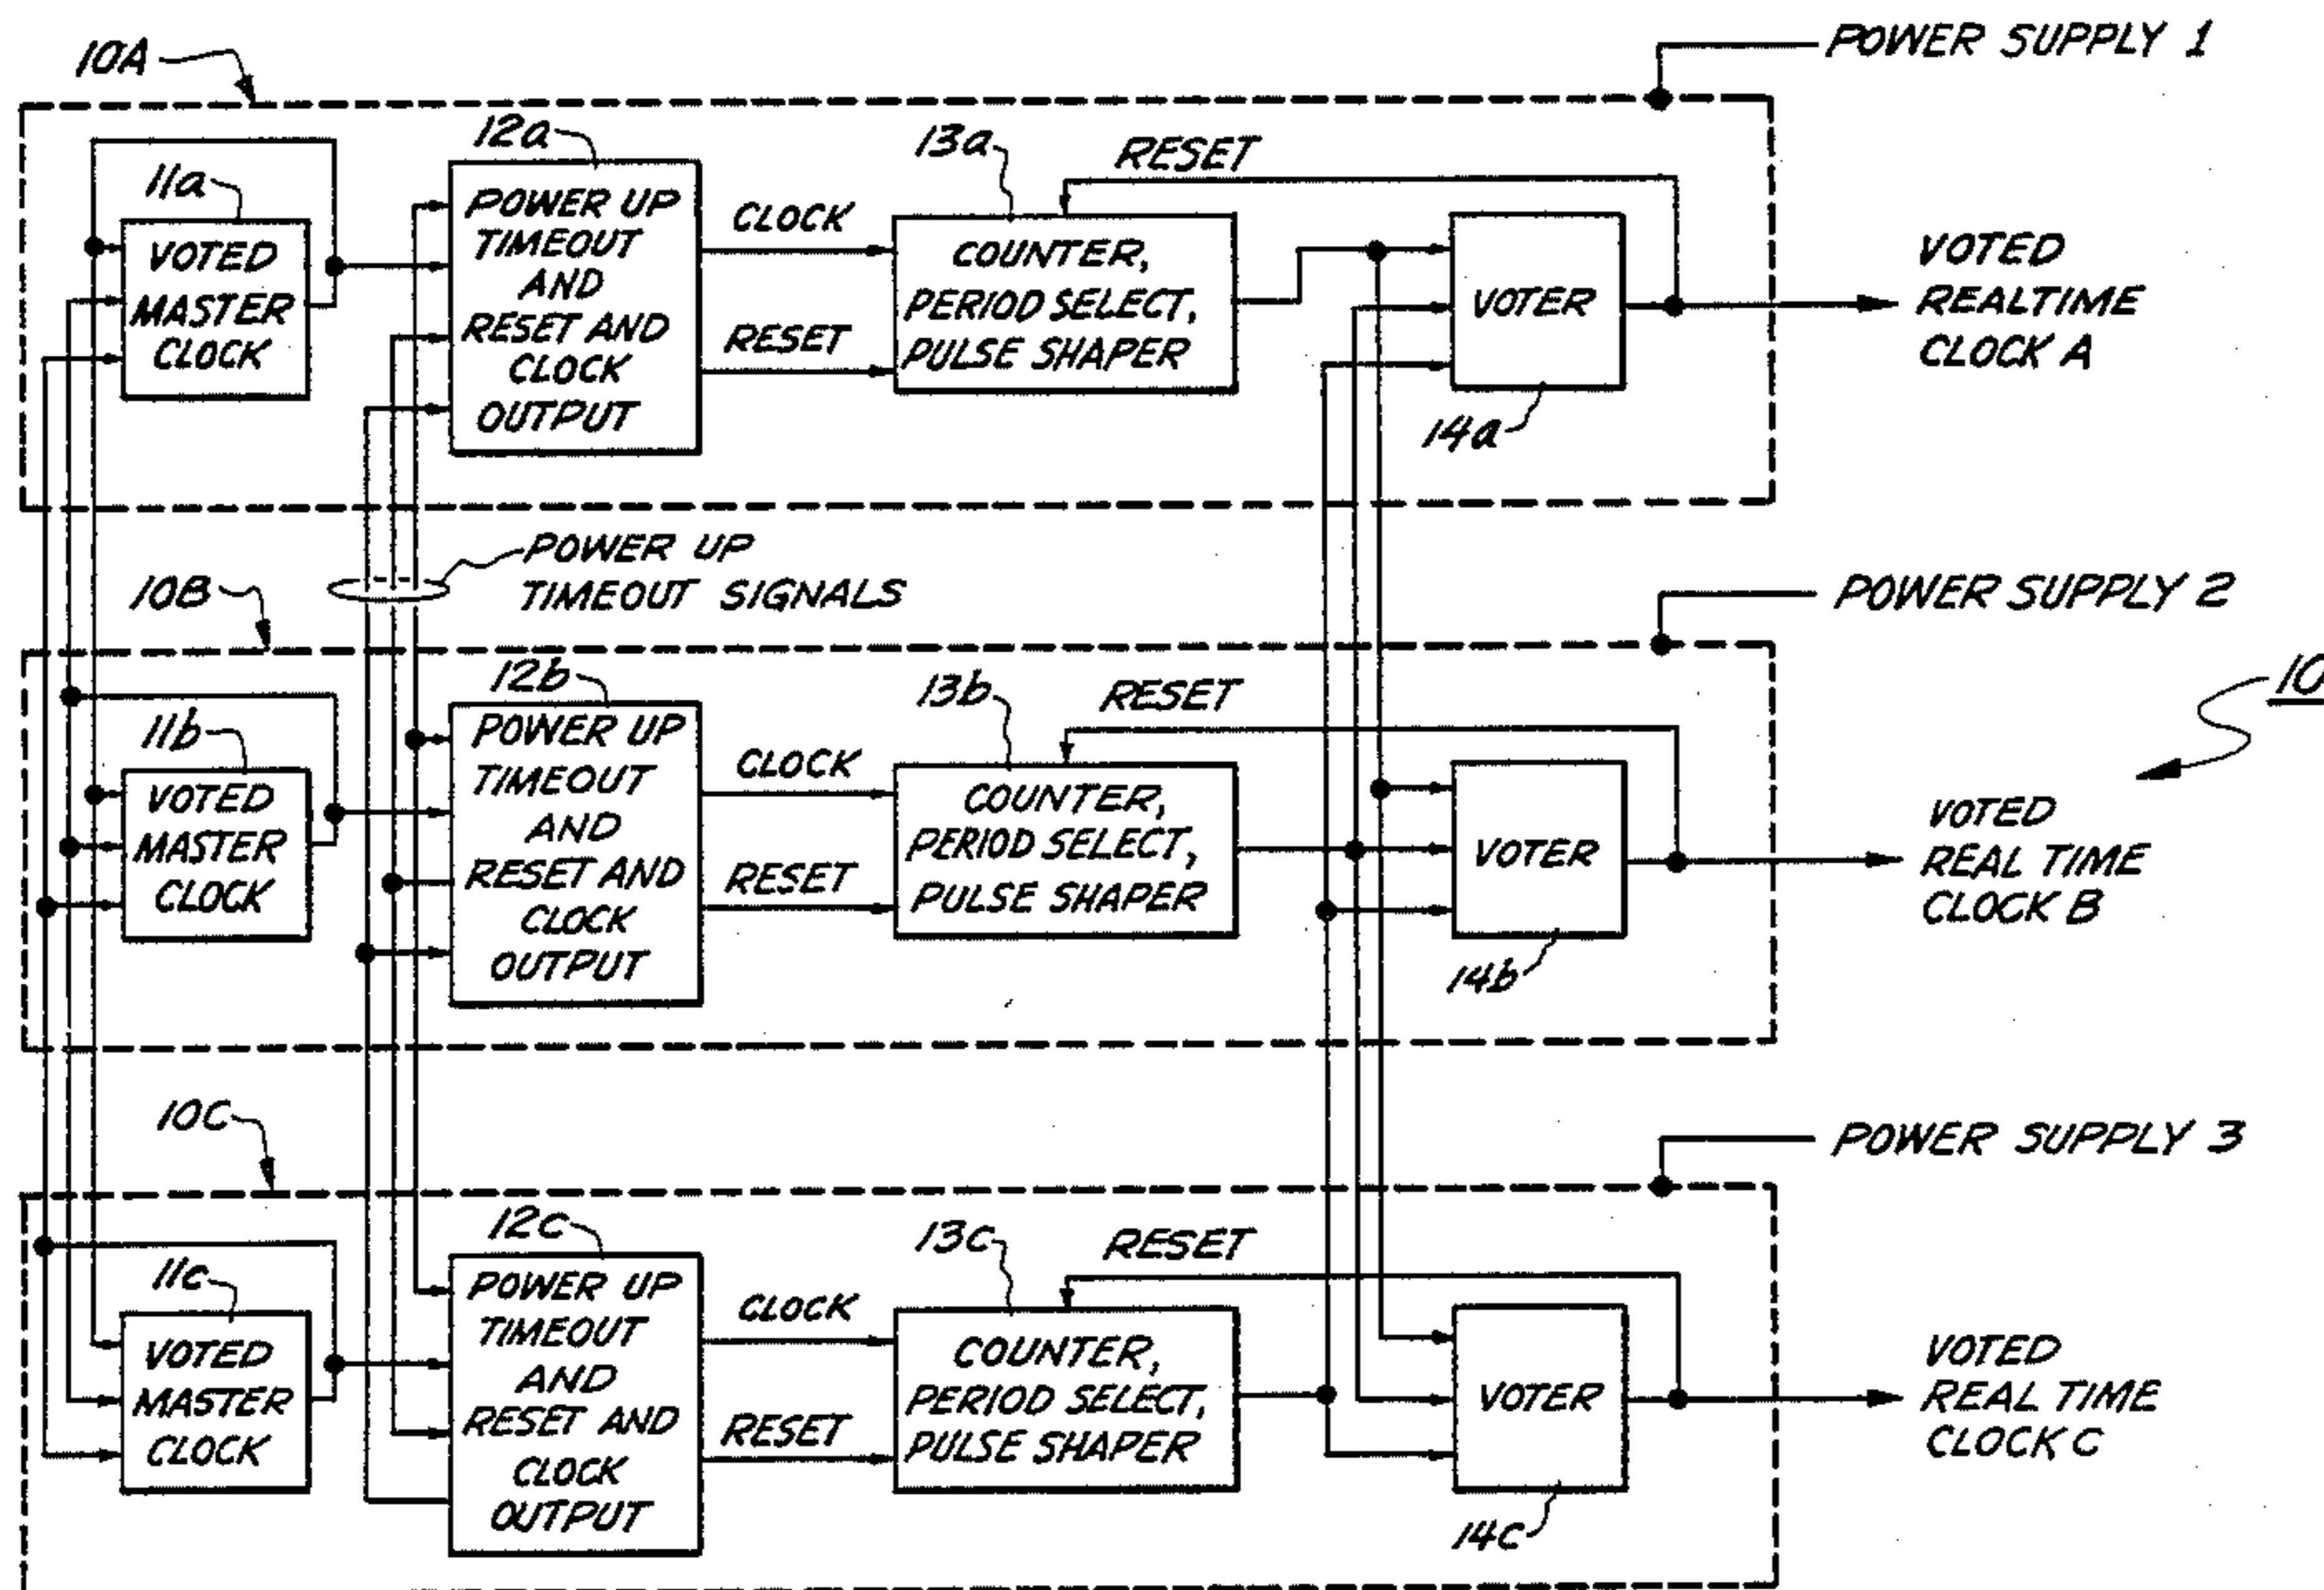 POWER SUPPLY 1
10A
12a
13a
RESET
11a
VOTED
MASTER
CLOCK
POWER UP
TIMEOUT
AND
RESET AND
CLOCK
OUTPUT
CLOCK
RESET
COUNTER,
PERIOD SELECT,
PULSE SHAPER
VOTER
14a
VOTED
REALTIME
CLOCK A
POWER UP
TIMEOUT SIGNALS
POWER SUPPLY 2
10B
10
12b
13b
RESET
11b
VOTED
MASTER
CLOCK
POWER UP
TIMEOUT
AND
RESET AND
CLOCK
OUTPUT
CLOCK
RESET
COUNTER,
PERIOD SELECT,
PULSE SHAPER
VOTER
14b
VOTED
REAL TIME
CLOCK B
10C
POWER SUPPLY 3
12c
13c
RESET
11c
VOTED
MASTER
CLOCK
POWER UP
TIMEOUT
AND
RESET AND
CLOCK
OUTPUT
CLOCK
RESET
COUNTER,
PERIOD SELECT,
PULSE SHAPER
VOTER
14c
VOTED
REAL TIME
CLOCK C